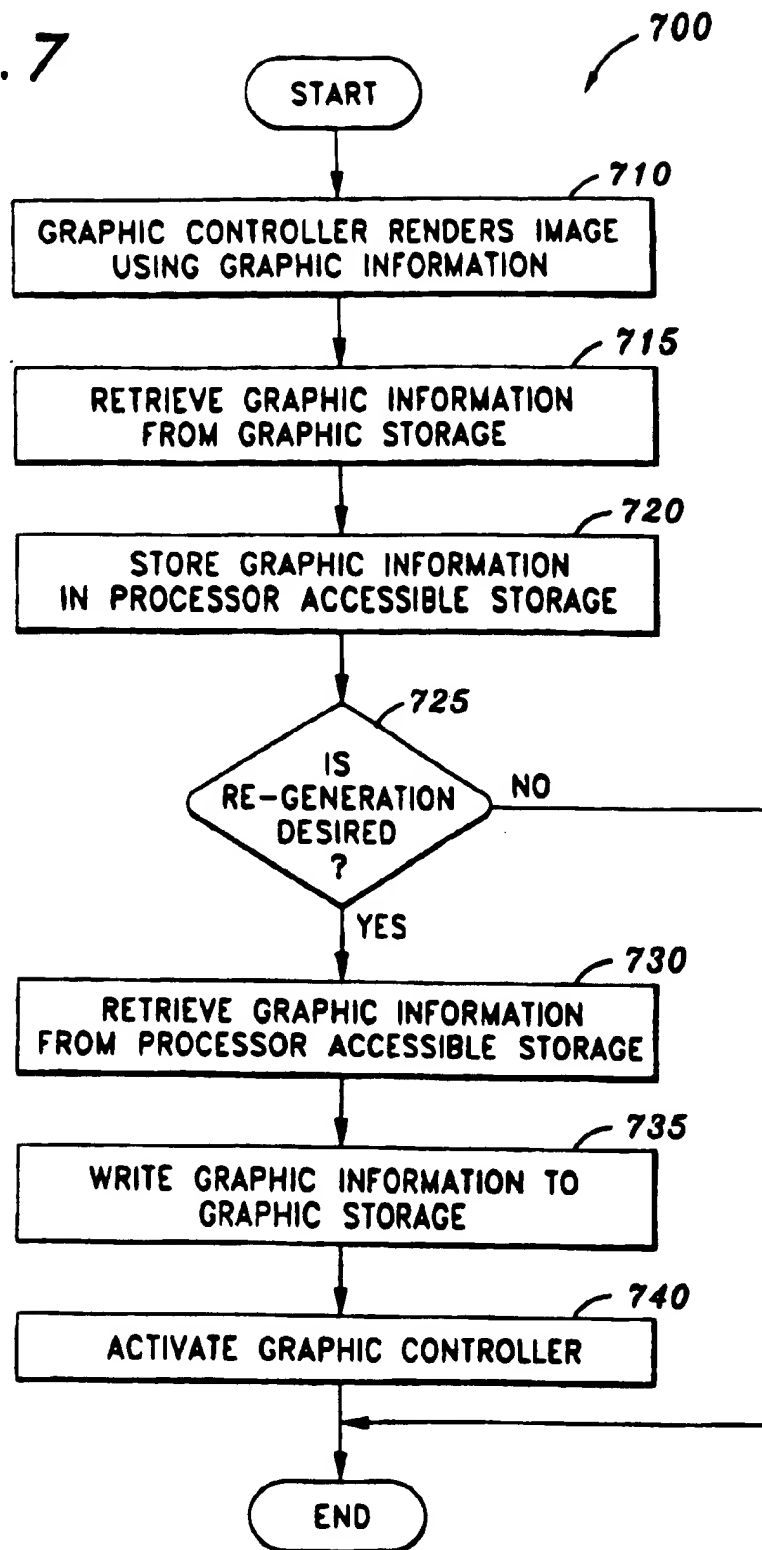 . 7
700
START
710
GRAPHIC CONTROLLER RENDERS IMAGE
USING GRAPHIC INFORMATION
715
RETRIEVE GRAPHIC INFORMATION
FROM GRAPHIC STORAGE
720
STORE GRAPHIC INFORMATION
IN PROCESSOR ACCESSIBLE STORAGE
725
IS
RE-GENERATION
DESIRED
?
NO
YES
730
RETRIEVE GRAPHIC INFORMATION
FROM PROCESSOR ACCESSIBLE STORAGE
735
WRITE GRAPHIC INFORMATION TO
GRAPHIC STORAGE
740
ACTIVATE GRAPHIC CONTROLLER
END